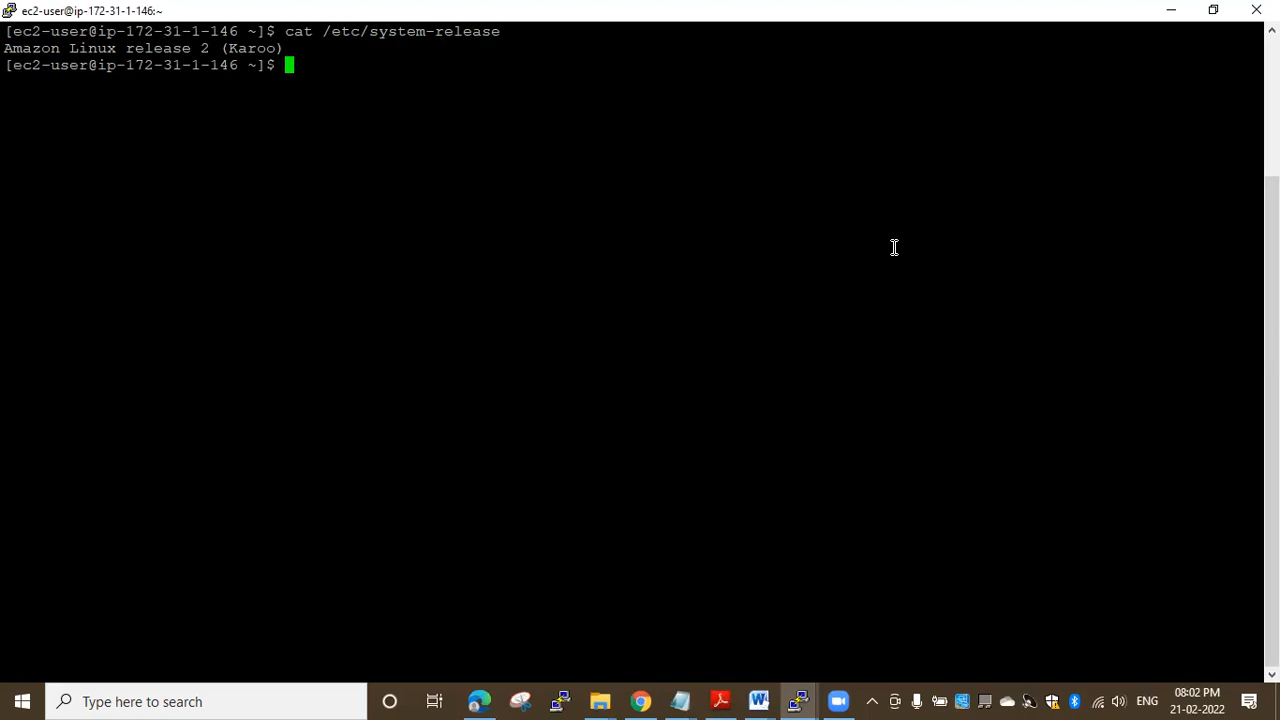 ec2-user@ip-172-31-1-146:~
[ec2-user@ip-172-31-1-146 ~]$ cat /etc/system-release
Amazon Linux release 2 (Karoo)
[ec2-user@ip-172-31-1-146 ~]$
Type here to search
ENG
08:02 PM
21-02-2022